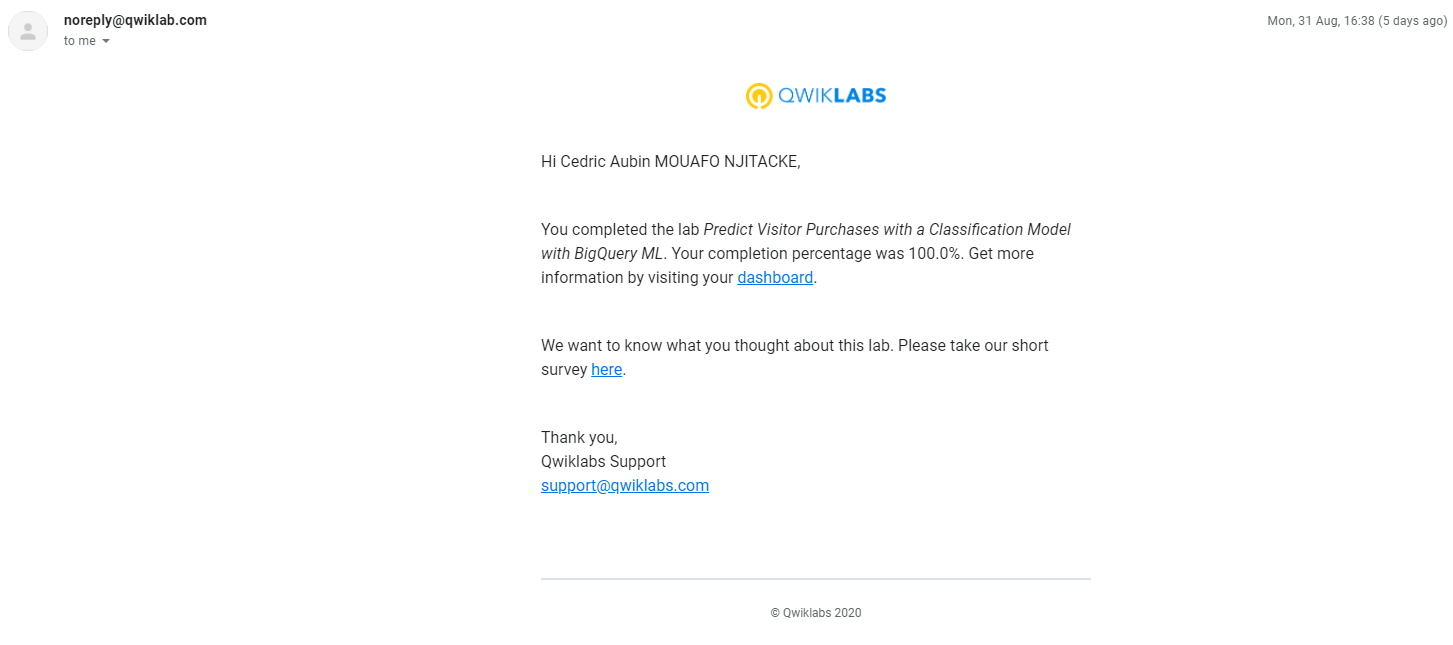 noreply@qwiklab.com
Mon, 31 Aug, 16:38 (5 days ago)
to me
QWIKLABS
Hi Cedric Aubin MOUAFO NJITACKE,
You completed the lab Predict Visitor Purchases with a Classification Model
with BigQuery ML. Your completion percentage was 100.0%. Get more
information by visiting your dashboard.
We want to know what you thought about this lab. Please take our short
survey here.
Thank you,
Qwiklabs Support
support@qwiklabs.com
© Qwiklabs 2020